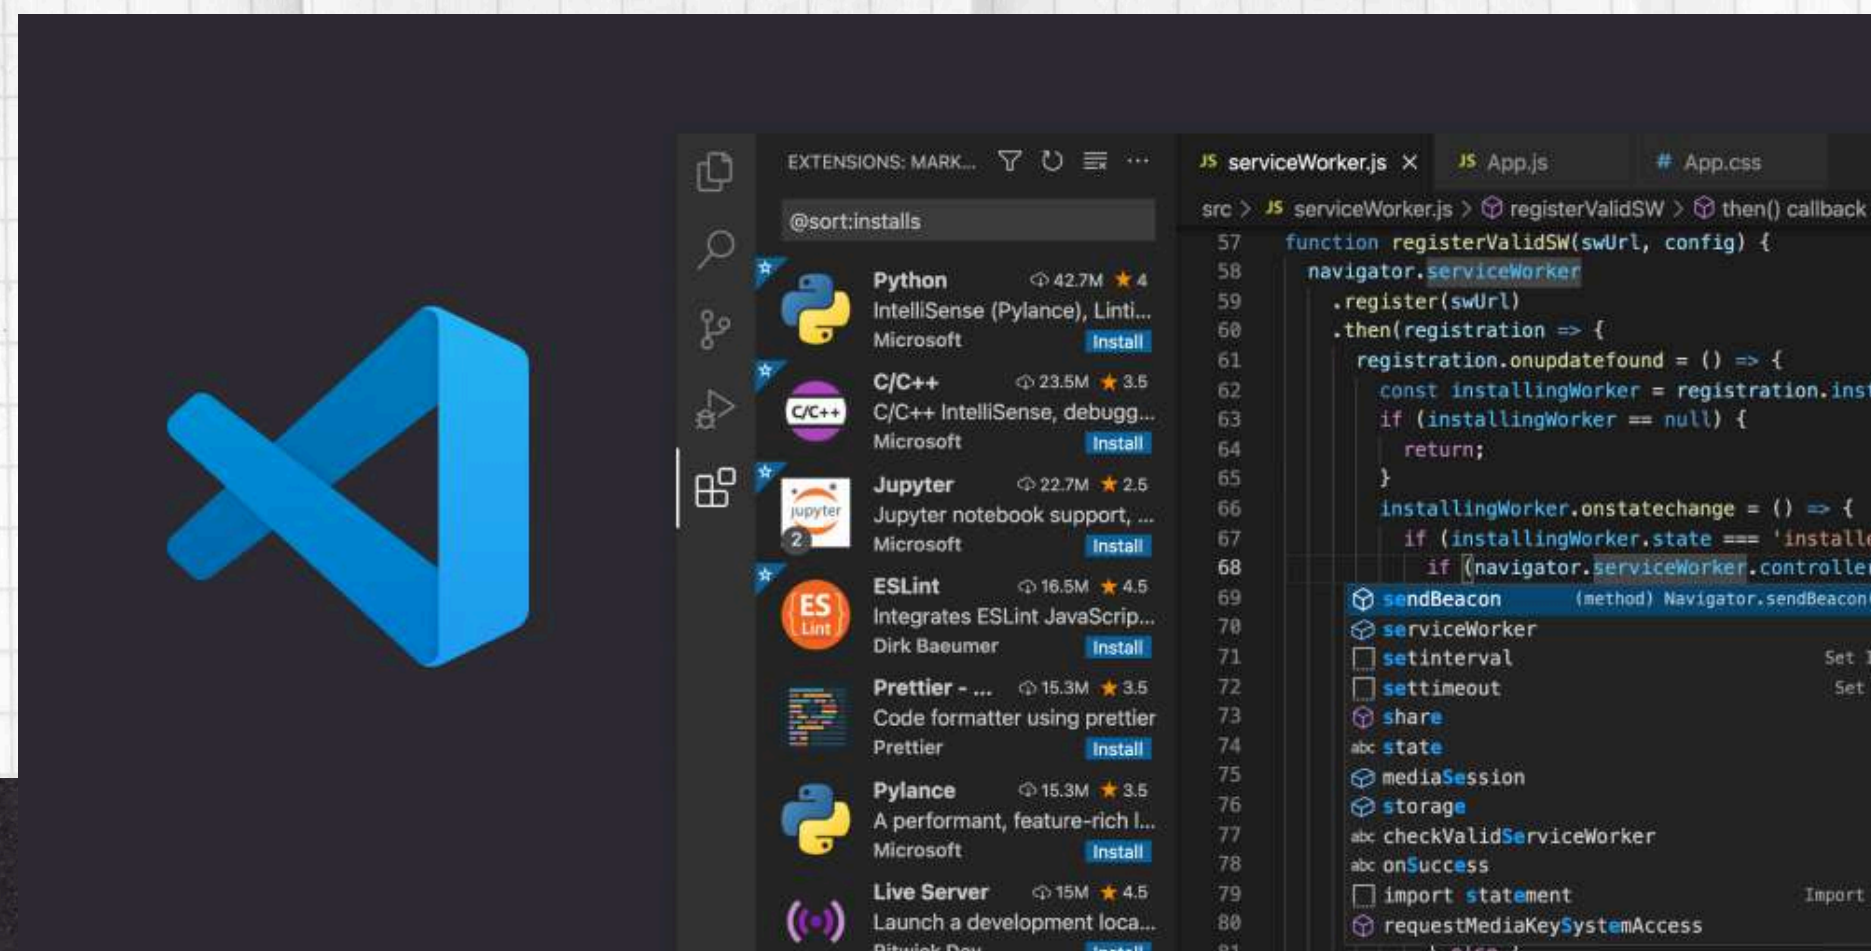 EXTENSIONS: MARK... ...
@sort:installs
Python 42.7M ★ 4
IntelliSense (Pylance), Linti...
Microsoft Install
C/C++
C/C++ 23.5M ★ 3.5
C/C++ IntelliSense, debugg...
Microsoft Install
jupyter
2
Jupyter 22.7M ★ 2.5
Jupyter notebook support, ...
Microsoft Install
ES
Lint
ESLint 16.5M ★ 4.5
Integrates ESLint JavaScrip...
Dirk Baeumer Install
Prettier - ... 15.3M ★ 3.5
Code formatter using prettier
Prettier Install
Pylance 15.3M ★ 3.5
A performant, feature-rich l...
Microsoft Install
Live Server 15M ★ 4.5
Launch a development loca...
JS serviceWorker.js × JS App.js # App.css
src > JS serviceWorker.js > registerValidSW > then() callback
57 function registerValidSW(swUrl, config) {
58 navigator.serviceWorker
59 .register(swUrl)
60 .then(registration => {
61 registration.onupdatefound = () => {
62 const installingWorker = registration.inst
63 if (installingWorker == null) {
64 return;
65 }
66 installingWorker.onstatechange = () => {
67 if (installingWorker.state === 'installe
68 if (navigator.serviceWorker.controller
69 sendBeacon (method) Navigator.sendBeacon(
70 serviceWorker
71 setinterval Set I
72 settimeout Set
73 share
74 abc state
75 mediaSession
76 storage
77 abc checkValidServiceWorker
78 abc onSuccess
79 import statement Import
80 requestMediaKeySystemAccess